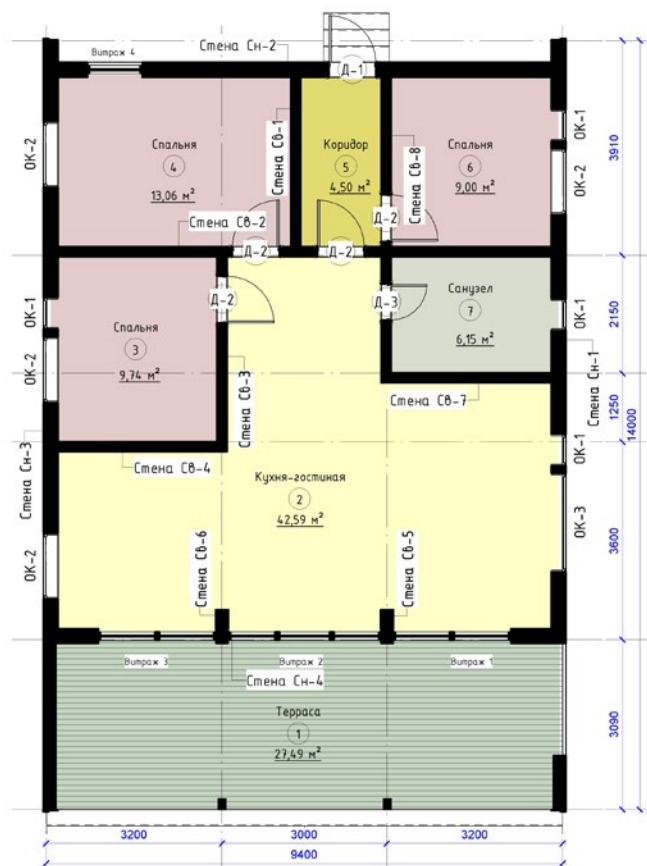 Стена Сн-2
Витраж 4
Д-1
ОК-2
Спальня
4
13,06 м²
Стена Св-1
Коридор
5
4,50 м²
Стена Св-8
Спальня
6
9,00 м²
ОК-1
ОК-2
3910
Стена Св-2
Д-2
Д-2
Д-2
ОК-1
Спальня
3
9,74 м²
Д-2
Д-3
Санузел
7
6,15 м²
ОК-1
2150
ОК-2
Стена Св-3
Стена Св-7
Стена Сн-1
1250
14000
Стена Сн-3
Стена Св-4
ОК-1
Кухня-гостиная
2
42,59 м²
ОК-2
Стена Св-6
Стена Св-5
ОК-3
3600
Витраж 3
Витраж 2
Витраж 1
Стена Сн-4
Терраса
1
27,49 м²
3090
3200
3000
3200
9400